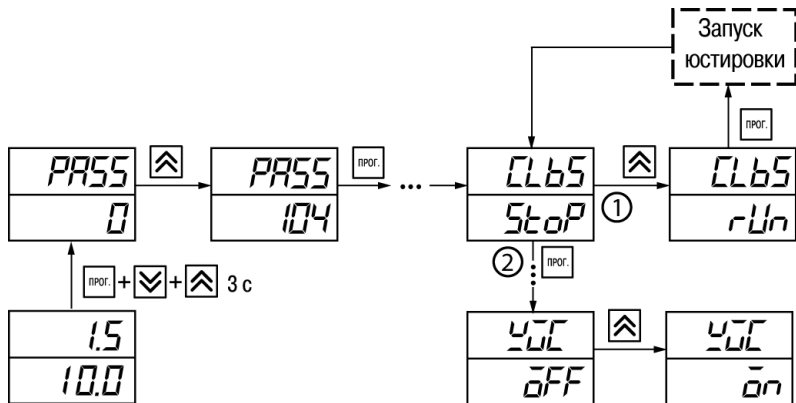 Запуск
юстировки
ПРОГ.
PASS
0
PASS
104
ПРОГ.
...
CLbS
StoP
1
CLbS
rUn
ПРОГ. + + 3 с
2
ПРОГ.
1.5
10.0
oFF
on